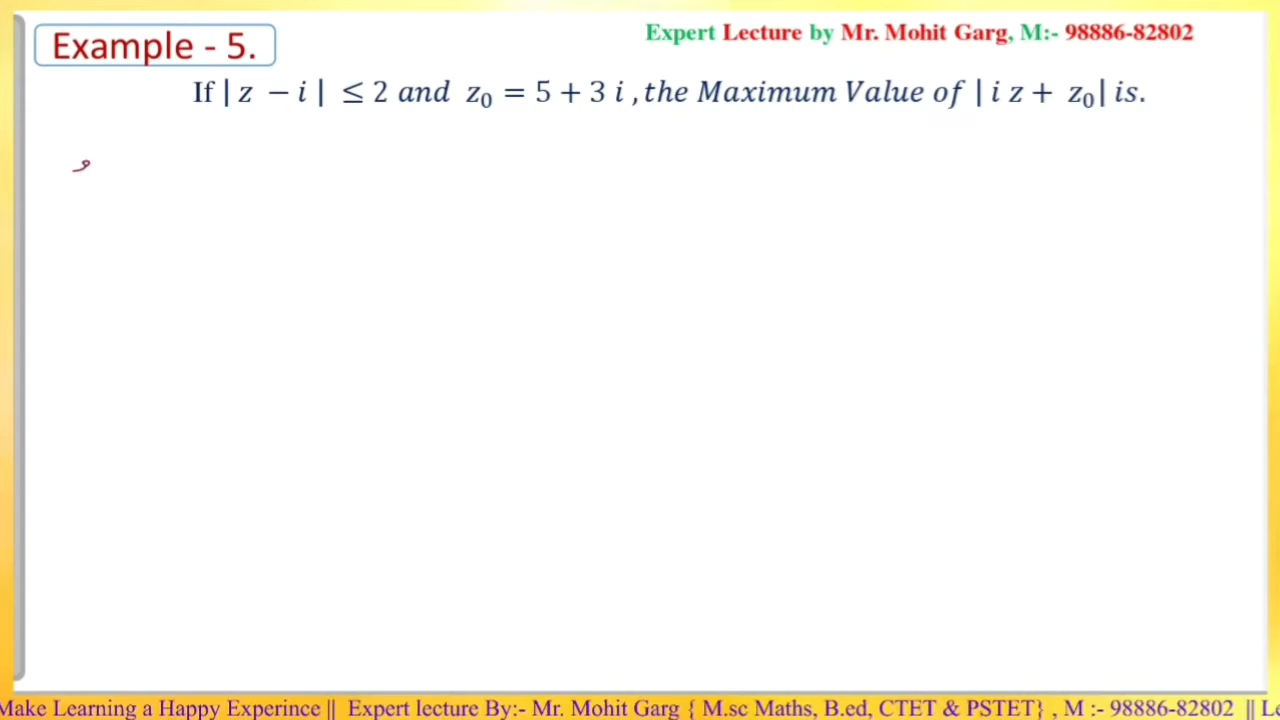 Example - 5.
Expert Lecture by Mr. Mohit Garg, M:- 98886-82802
If | z − i | ≤ 2 and z₀ = 5 + 3 i , the Maximum Value of | i z + z₀| is.
Make Learning a Happy Experince || Expert lecture By:- Mr. Mohit Garg { M.sc Maths, B.ed, CTET & PSTET} , M :- 98886-82802 || Le